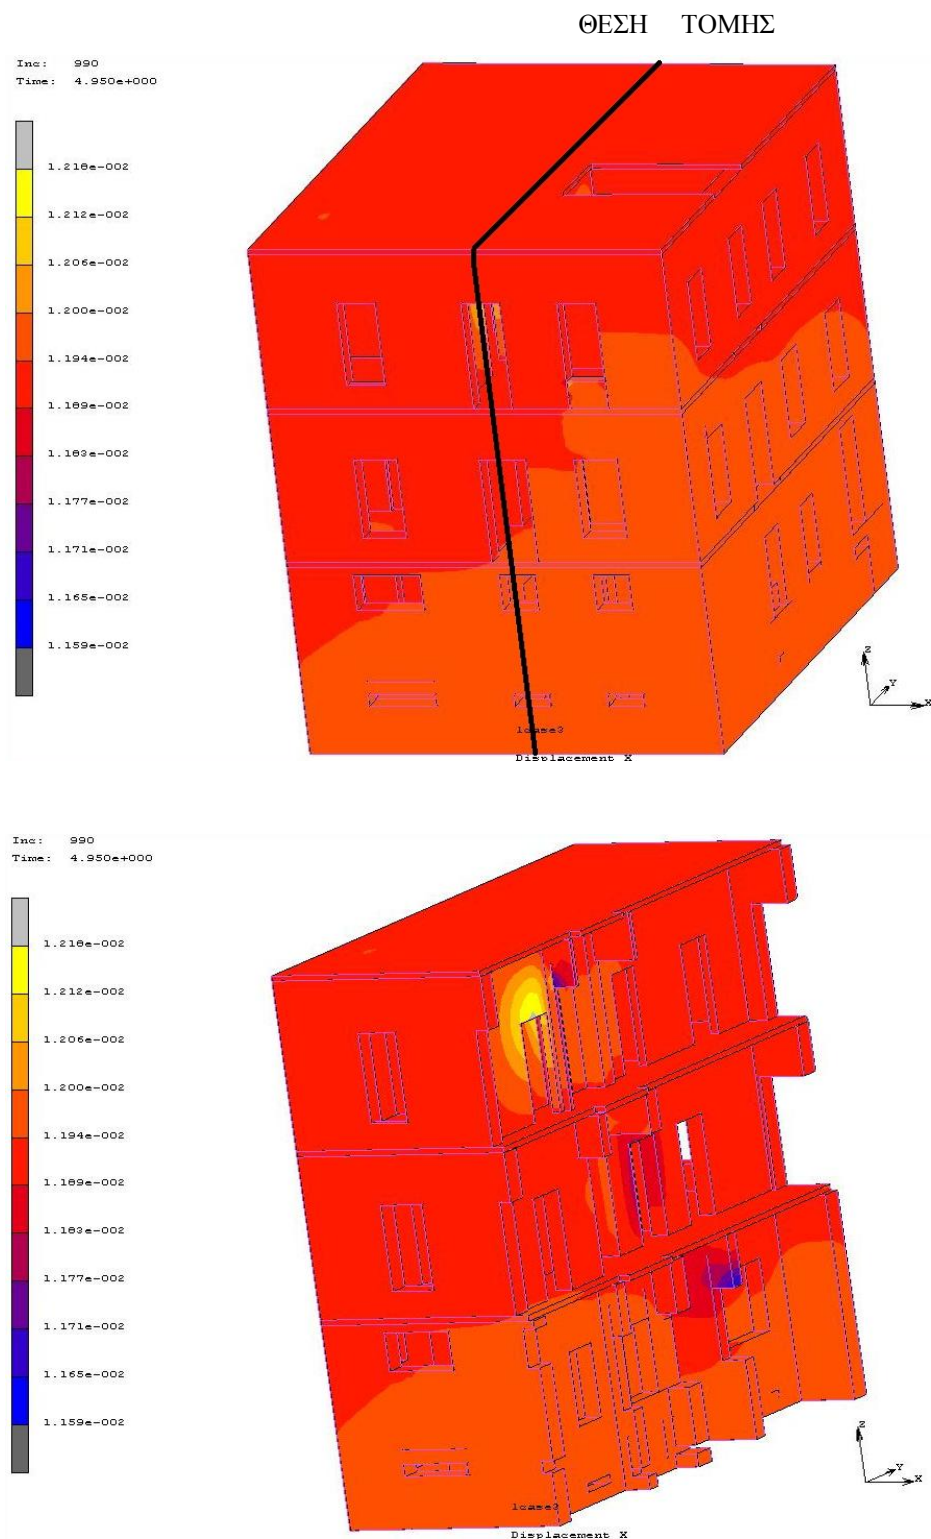 ΘΕΣΗ ΤΟΜΗΣ
Inc: 990
Time: 4.950e+000
1.218e-002
1.212e-002
1.206e-002
1.200e-002
1.194e-002
1.189e-002
1.183e-002
1.177e-002
1.171e-002
1.165e-002
1.159e-002
Z
Y
X
lcase3
Displacement X
Inc: 990
Time: 4.950e+000
1.218e-002
1.212e-002
1.206e-002
1.200e-002
1.194e-002
1.189e-002
1.183e-002
1.177e-002
1.171e-002
1.165e-002
1.159e-002
Z
Y
X
lcase3
Displacement X